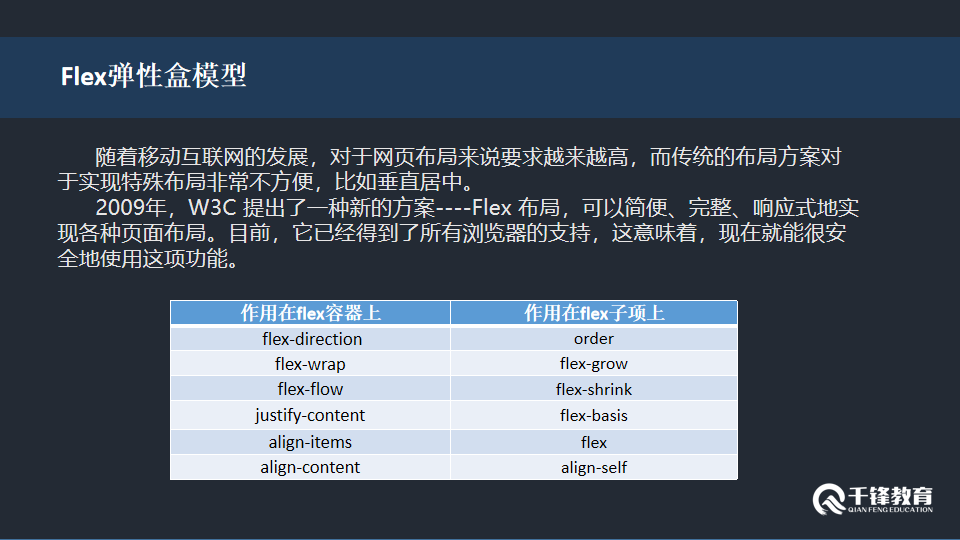 Flex弹性盒模型
随着移动互联网的发展，对于网页布局来说要求越来越高，而传统的布局方案对
于实现特殊布局非常不方便，比如垂直居中。
2009年，W3C 提出了一种新的方案----Flex 布局，可以简便、完整、响应式地实
现各种页面布局。目前，它已经得到了所有浏览器的支持，这意味着，现在就能很安
全地使用这项功能。
作用在flex容器上 作用在flex子项上
flex-direction order
flex-wrap flex-grow
flex-flow flex-shrink
justify-content flex-basis
align-items flex
align-content align-self
千锋教育
QIAN FENG EDUCATION